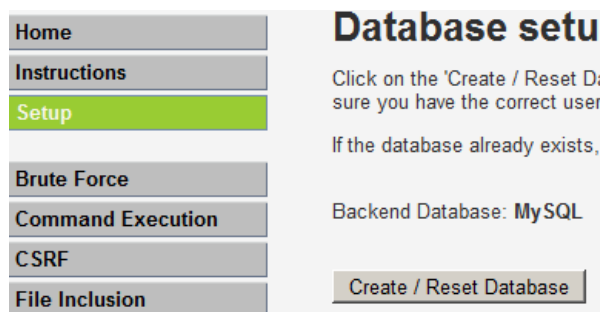 Home
Instructions
Setup
Brute Force
Command Execution
CSRF
File Inclusion
Database setu
Click on the 'Create / Reset Da
sure you have the correct user
If the database already exists,
Backend Database: MySQL
Create / Reset Database